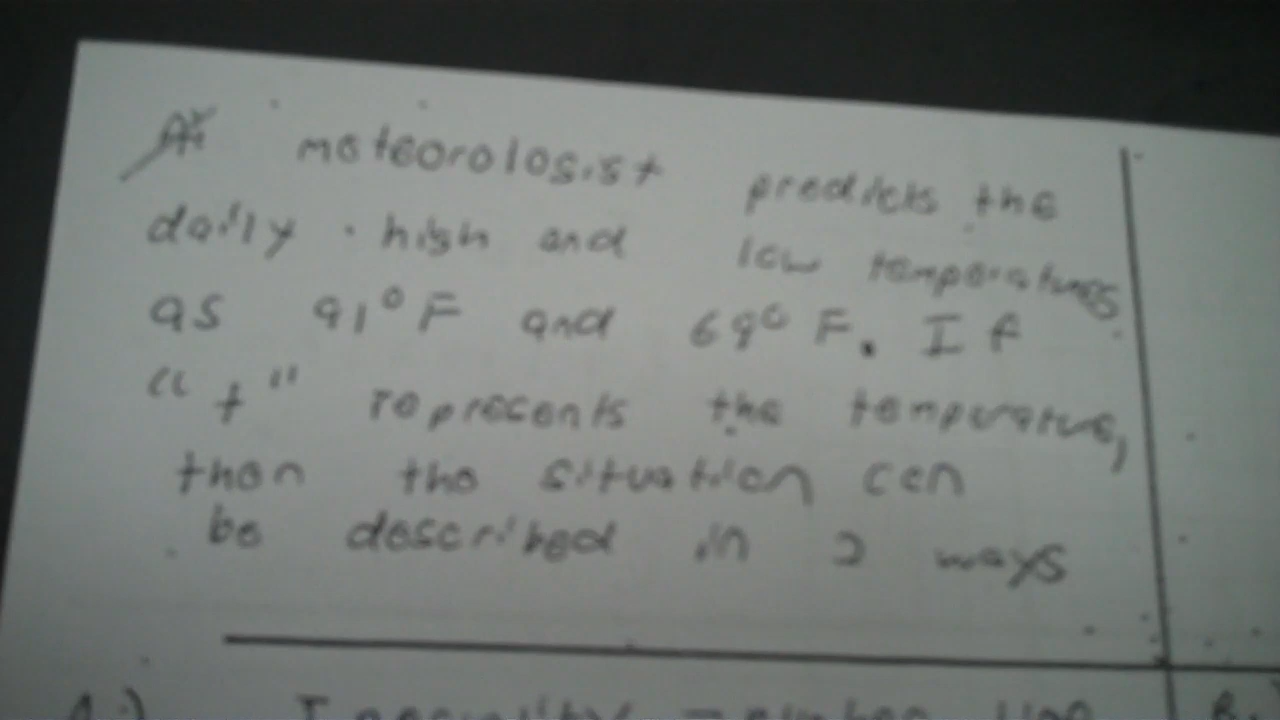 A meteorologist predicts the
daily high and low temperatures
as 91° F and 69° F. If
"t" represents the temperature,
then the situation can
be described in 2 ways
A.)